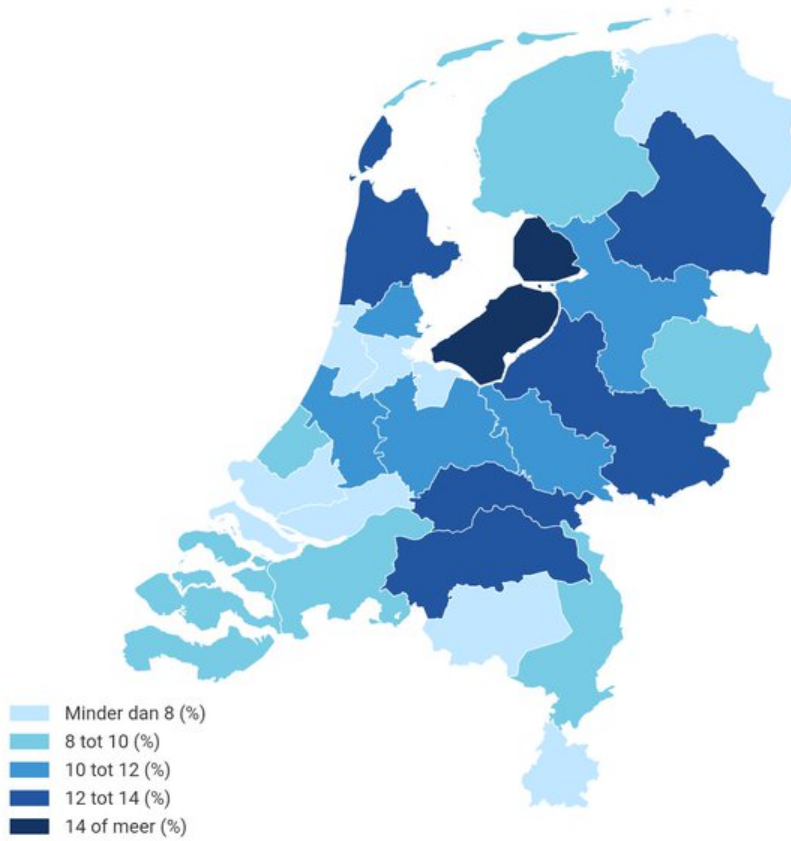 Minder dan 8 (%)
8 tot 10 (%)
10 tot 12 (%)
12 tot 14 (%)
14 of meer (%)